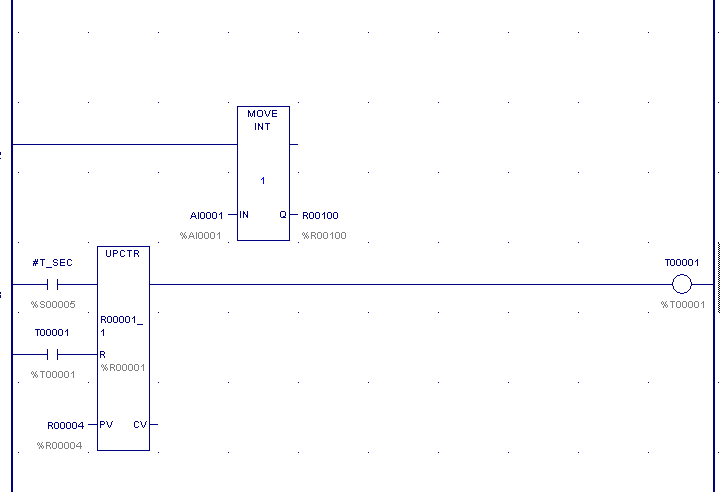 MOVE
INT
1
AI0001 IN Q R00100
%AI0001 %R00100
UPCTR
#T_SEC T00001
%S00005 %T00001
R00001_
1
T00001
R
%R00001
%T00001
R00004 PV CV
%R00004